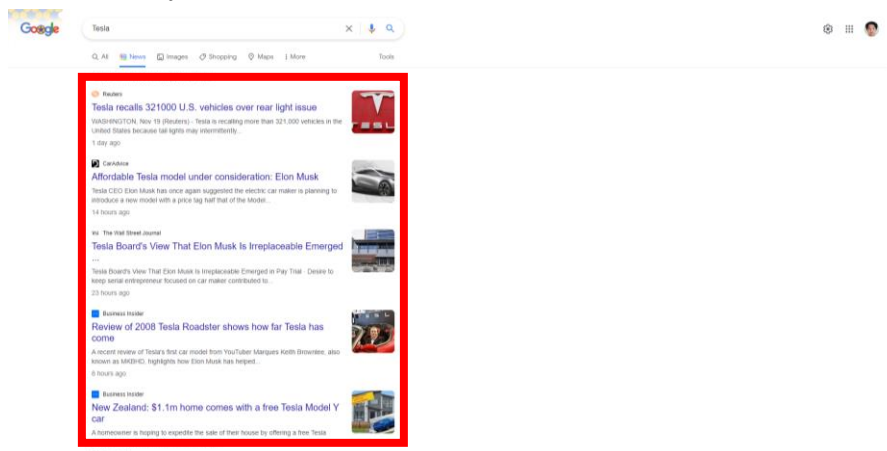 Google
Tesla
All News Images Shopping Maps More Tools
Reuters
Tesla recalls 321000 U.S. vehicles over rear light issue
WASHINGTON, Nov 19 (Reuters) - Tesla is recalling more than 321,000 vehicles in the
United States because tail lights may intermittently...
1 day ago
CarAdvice
Affordable Tesla model under consideration: Elon Musk
Tesla CEO Elon Musk has once again suggested the electric car maker is planning to
introduce a new model with a price tag half that of the Model...
14 hours ago
The Wall Street Journal
Tesla Board's View That Elon Musk Is Irreplaceable Emerged
...
Tesla Board's View That Elon Musk Is Irreplaceable Emerged in Pay Trial · Desire to
keep serial entrepreneur focused on car maker contributed to...
23 hours ago
Business Insider
Review of 2008 Tesla Roadster shows how far Tesla has
come
A recent review of Tesla's first car model from YouTuber Marques Keith Brownlee, also
known as MKBHD, highlights how Elon Musk has helped...
6 hours ago
Business Insider
New Zealand: $1.1m home comes with a free Tesla Model Y
car
A homeowner is hoping to expedite the sale of their house by offering a free Tesla